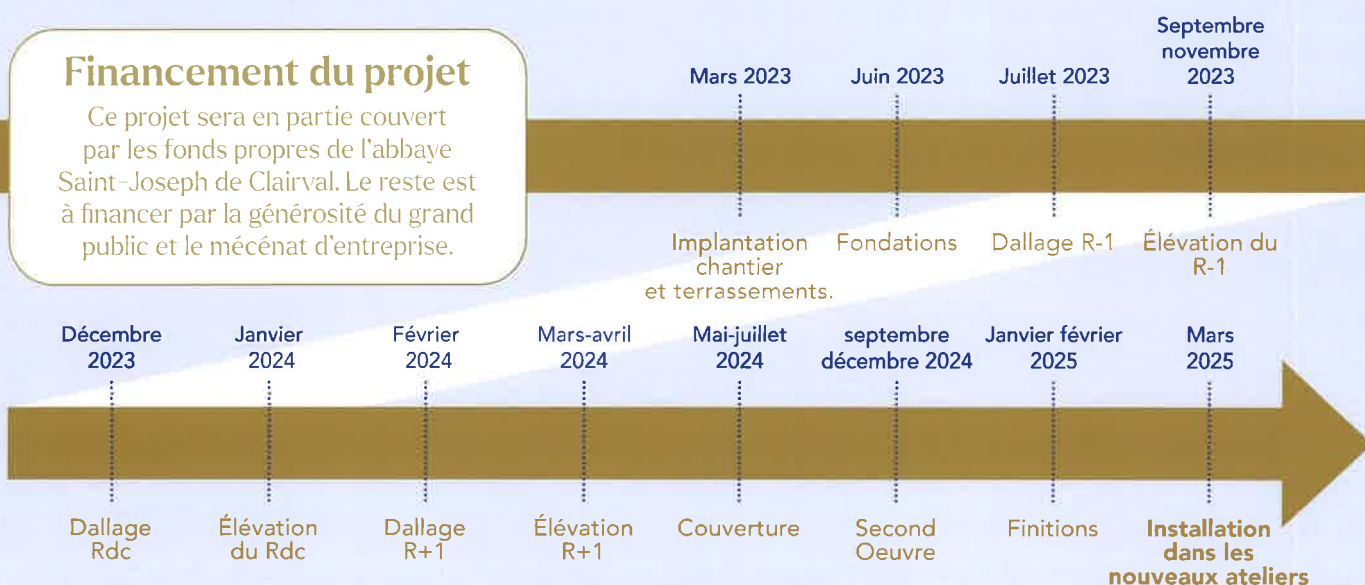 Financement du projet
Ce projet sera en partie couvert
par les fonds propres de l'abbaye
Saint-Joseph de Clairval. Le reste est
à financer par la générosité du grand
public et le mécénat d'entreprise.
Mars 2023
Implantation
chantier
et terrassements.
Juin 2023
Fondations
Juillet 2023
Dallage R-1
Septembre
novembre
2023
Élévation du
R-1
Décembre
2023
Dallage
Rdc
Janvier
2024
Élévation
du Rdc
Février
2024
Dallage
R+1
Mars-avril
2024
Élévation
R+1
Mai-juillet
2024
Couverture
septembre
décembre 2024
Second
Oeuvre
Janvier février
2025
Finitions
Mars
2025
Installation
dans les
nouveaux ateliers